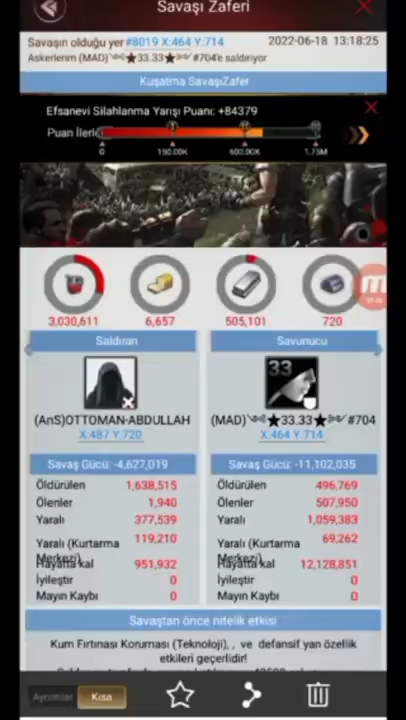 Savaşı Zaferi
Savaşın olduğu yer#8019 X:464 Y:714
2022-06-18 13:18:25
Askerlerim (MAD)༺★33.33★༻#704'e saldırıyor
Kuşatma SavaşıZafer
Efsanevi Silahlanma Yarışı Puanı: +84379
Puan İlerl
0 150.00K 600.00K 1.75M
3,030,611 6,657 505,101 720
Saldıran
(AnS)OTTOMAN-ABDULLAH
X:487 Y:720
Savaş Gücü: -4,627,019
Öldürülen 1,638,515
Ölenler 1,940
Yaralı 377,539
Yaralı (Kurtarma Merkezi) 119,210
Hayatta kal 951,932
İyileştir 0
Mayın Kaybı 0
Savunucu
33
(MAD)༺★33.33★༻#704
X:464 Y:714
Savaş Gücü: -11,102,035
Öldürülen 496,769
Ölenler 507,950
Yaralı 1,059,383
Yaralı (Kurtarma Merkezi) 69,262
Hayatta kal 12,128,851
İyileştir 0
Mayın Kaybı 0
Savaştan önce nitelik etkisi
Kum Fırtınası Koruması (Teknoloji), , ve defansif yan özellik
etkileri geçerlidir!
Ayrıntılar Kısa